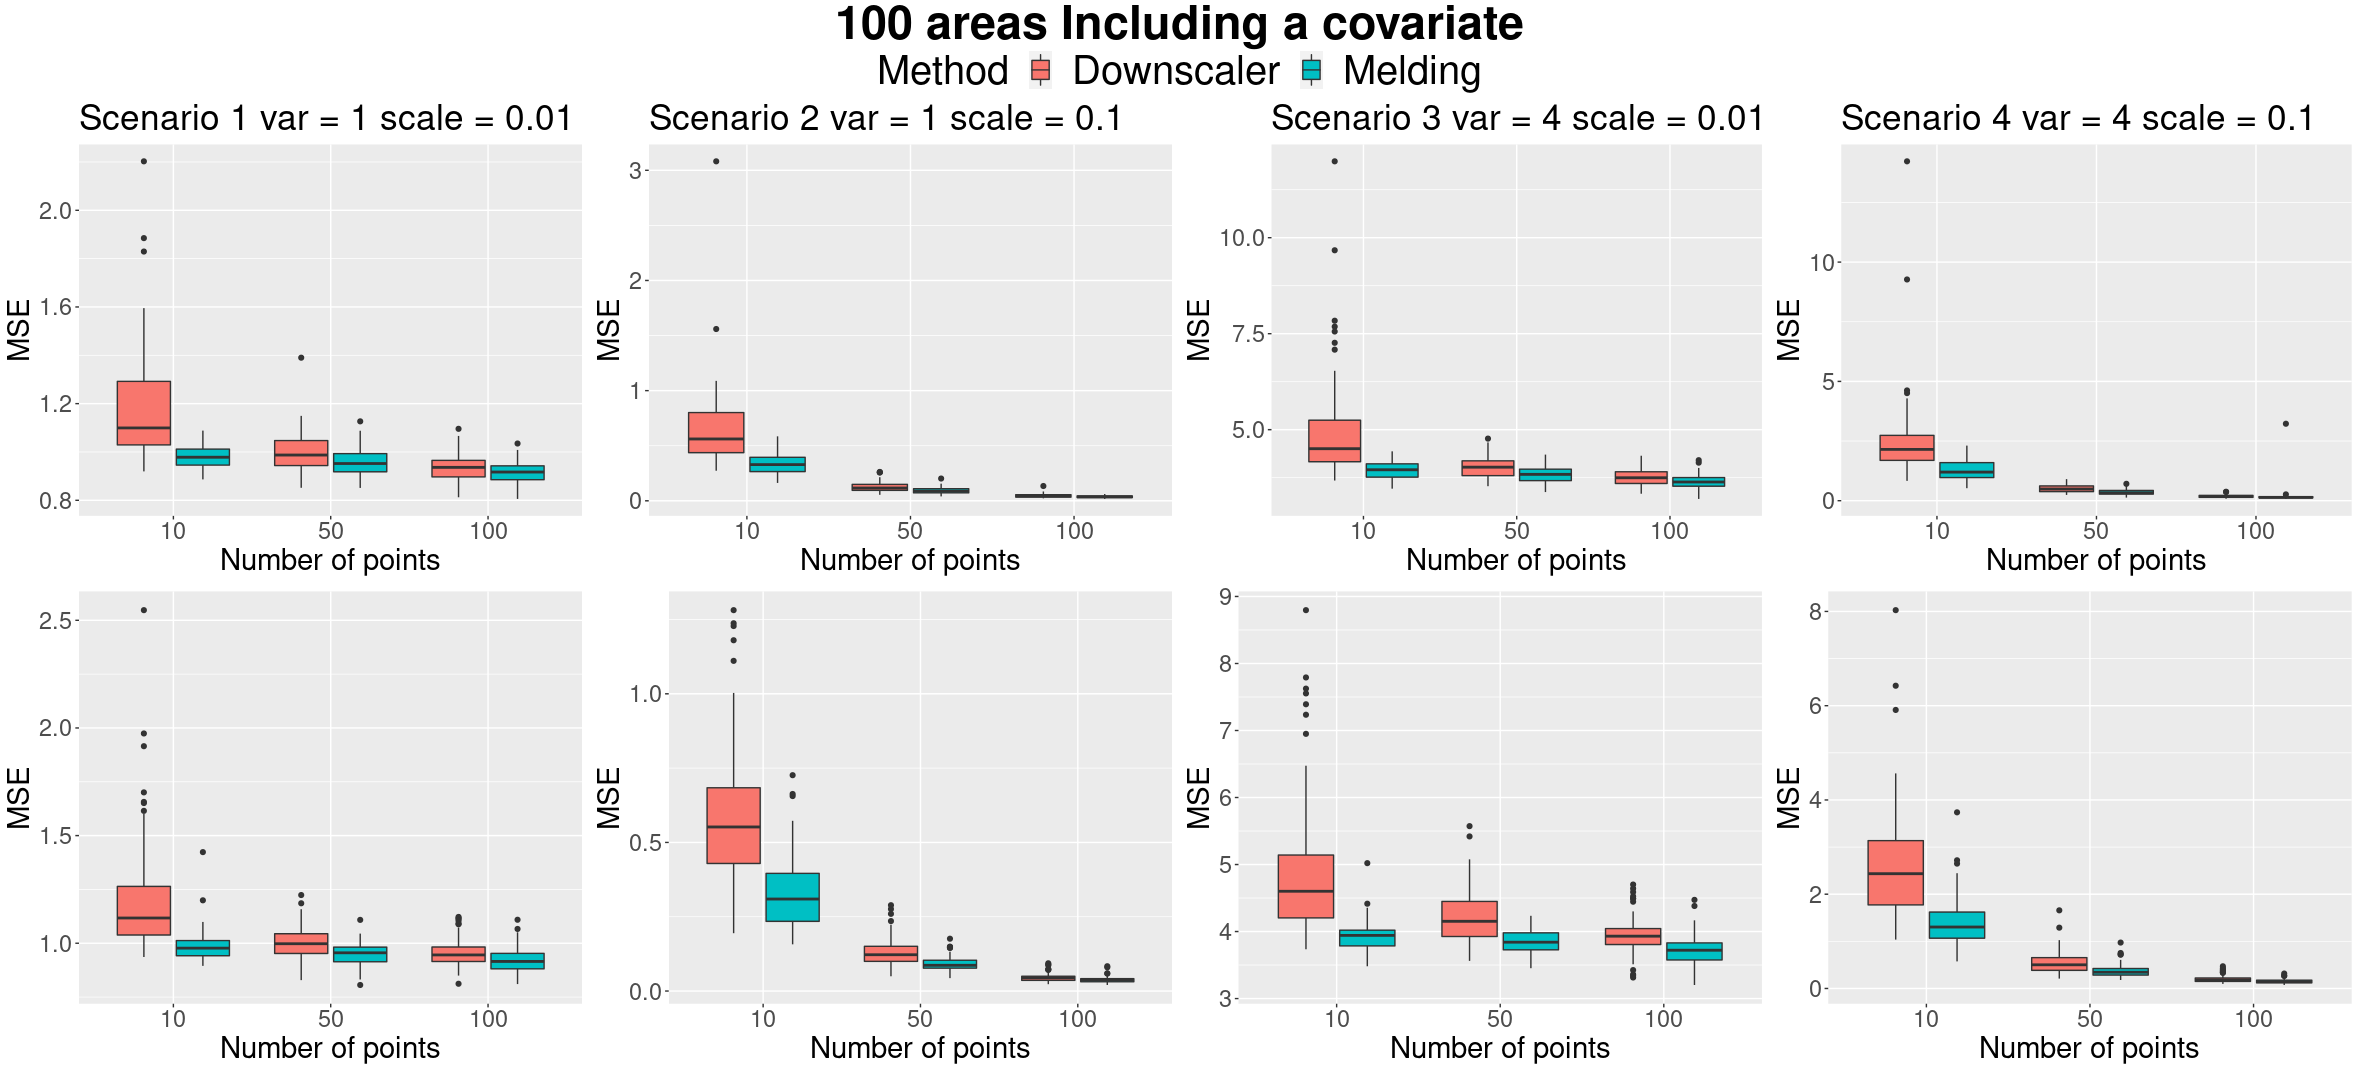 100 areas Including a covariate
Method Downscaler Melding
Scenario 1 var = 1 scale = 0.01
MSE
2.0
1.6
1.2
0.8
10 50 100
Number of points
Scenario 2 var = 1 scale = 0.1
MSE
3
2
1
0
10 50 100
Number of points
Scenario 3 var = 4 scale = 0.01
MSE
10.0
7.5
5.0
10 50 100
Number of points
Scenario 4 var = 4 scale = 0.1
MSE
10
5
0
10 50 100
Number of points
MSE
2.5
2.0
1.5
1.0
10 50 100
Number of points
MSE
1.0
0.5
0.0
10 50 100
Number of points
MSE
9
8
7
6
5
4
3
10 50 100
Number of points
MSE
8
6
4
2
0
10 50 100
Number of points